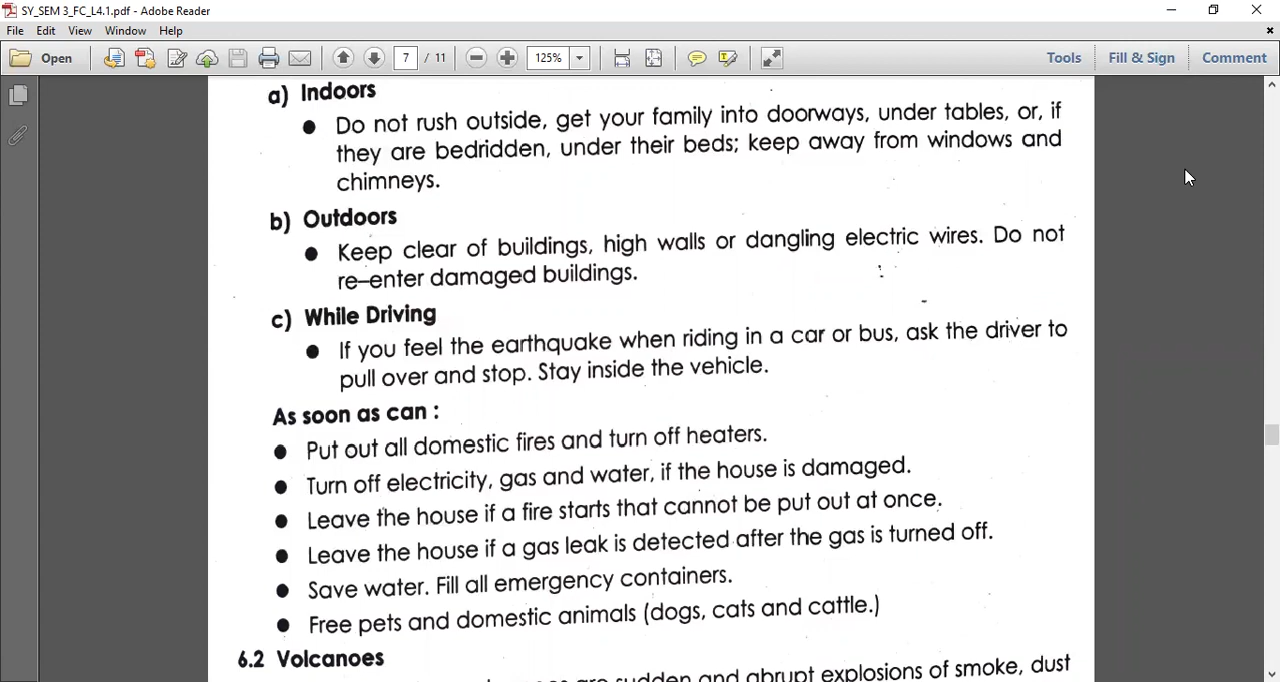 SY_SEM 3_FC_L4.1.pdf - Adobe Reader
File Edit View Window Help
Open 7 / 11 125% Tools Fill & Sign Comment
a) Indoors
● Do not rush outside, get your family into doorways, under tables, or, if
they are bedridden, under their beds; keep away from windows and
chimneys.
b) Outdoors
● Keep clear of buildings, high walls or dangling electric wires. Do not
re–enter damaged buildings.
c) While Driving
● If you feel the earthquake when riding in a car or bus, ask the driver to
pull over and stop. Stay inside the vehicle.
As soon as can :
● Put out all domestic fires and turn off heaters.
● Turn off electricity, gas and water, if the house is damaged.
● Leave the house if a fire starts that cannot be put out at once.
● Leave the house if a gas leak is detected after the gas is turned off.
● Save water. Fill all emergency containers.
● Free pets and domestic animals (dogs, cats and cattle.)
6.2 Volcanoes
are sudden and abrupt explosions of smoke, dust